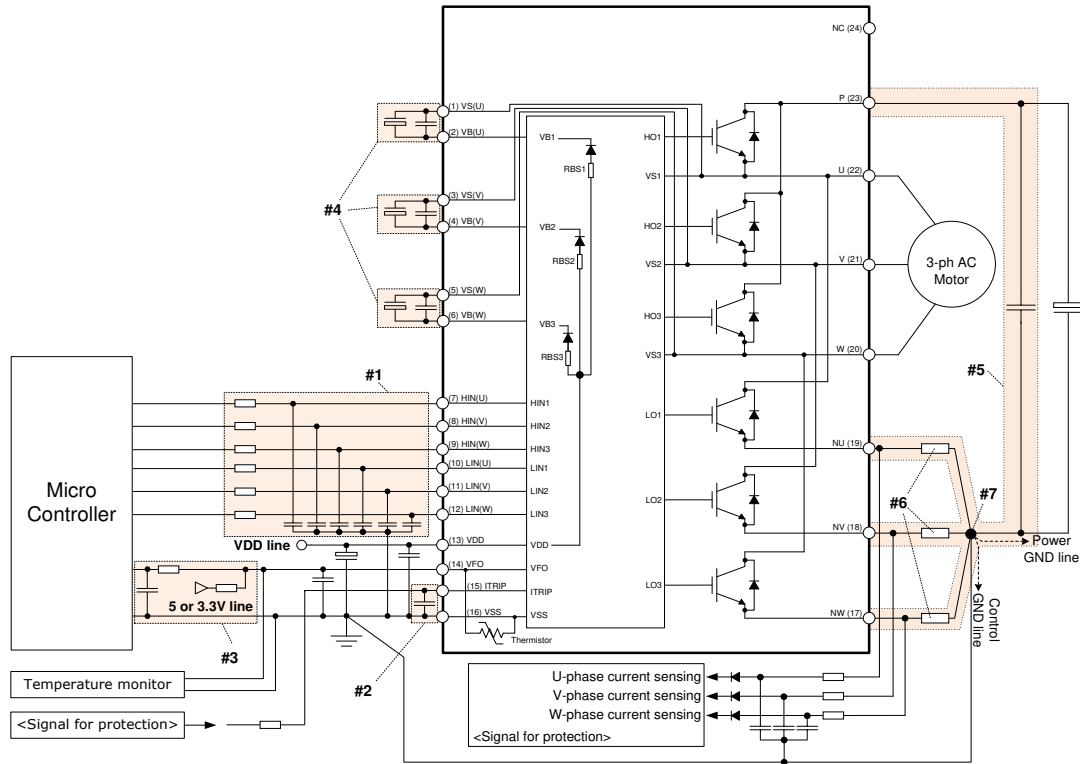 NC (24)
P (23)
(1) VS(U)
(2) VB(U)
VB1
HO1
RBS1
VS1
U (22)
(3) VS(V)
#4
(4) VB(V)
VB2
HO2
RBS2
VS2
V (21)
3-ph AC
Motor
(5) VS(W)
(6) VB(W)
VB3
HO3
RBS3
VS3
W (20)
#1
#5
(7) HIN(U)
HIN1
(8) HIN(V)
HIN2
(9) HIN(W)
HIN3
(10) LIN(U)
LIN1
(11) LIN(V)
LIN2
(12) LIN(W)
LIN3
LO1
NU (19)
Micro
Controller
LO2
#6
#7
NV (18)
Power
GND line
VDD line
(13) VDD
VDD
(14) VFO
VFO
(15) ITRIP
ITRIP
5 or 3.3V line
(16) VSS
VSS
Thermistor
LO3
NW (17)
Control
GND line
#3
#2
Temperature monitor
<Signal for protection>
U-phase current sensing
V-phase current sensing
W-phase current sensing
<Signal for protection>